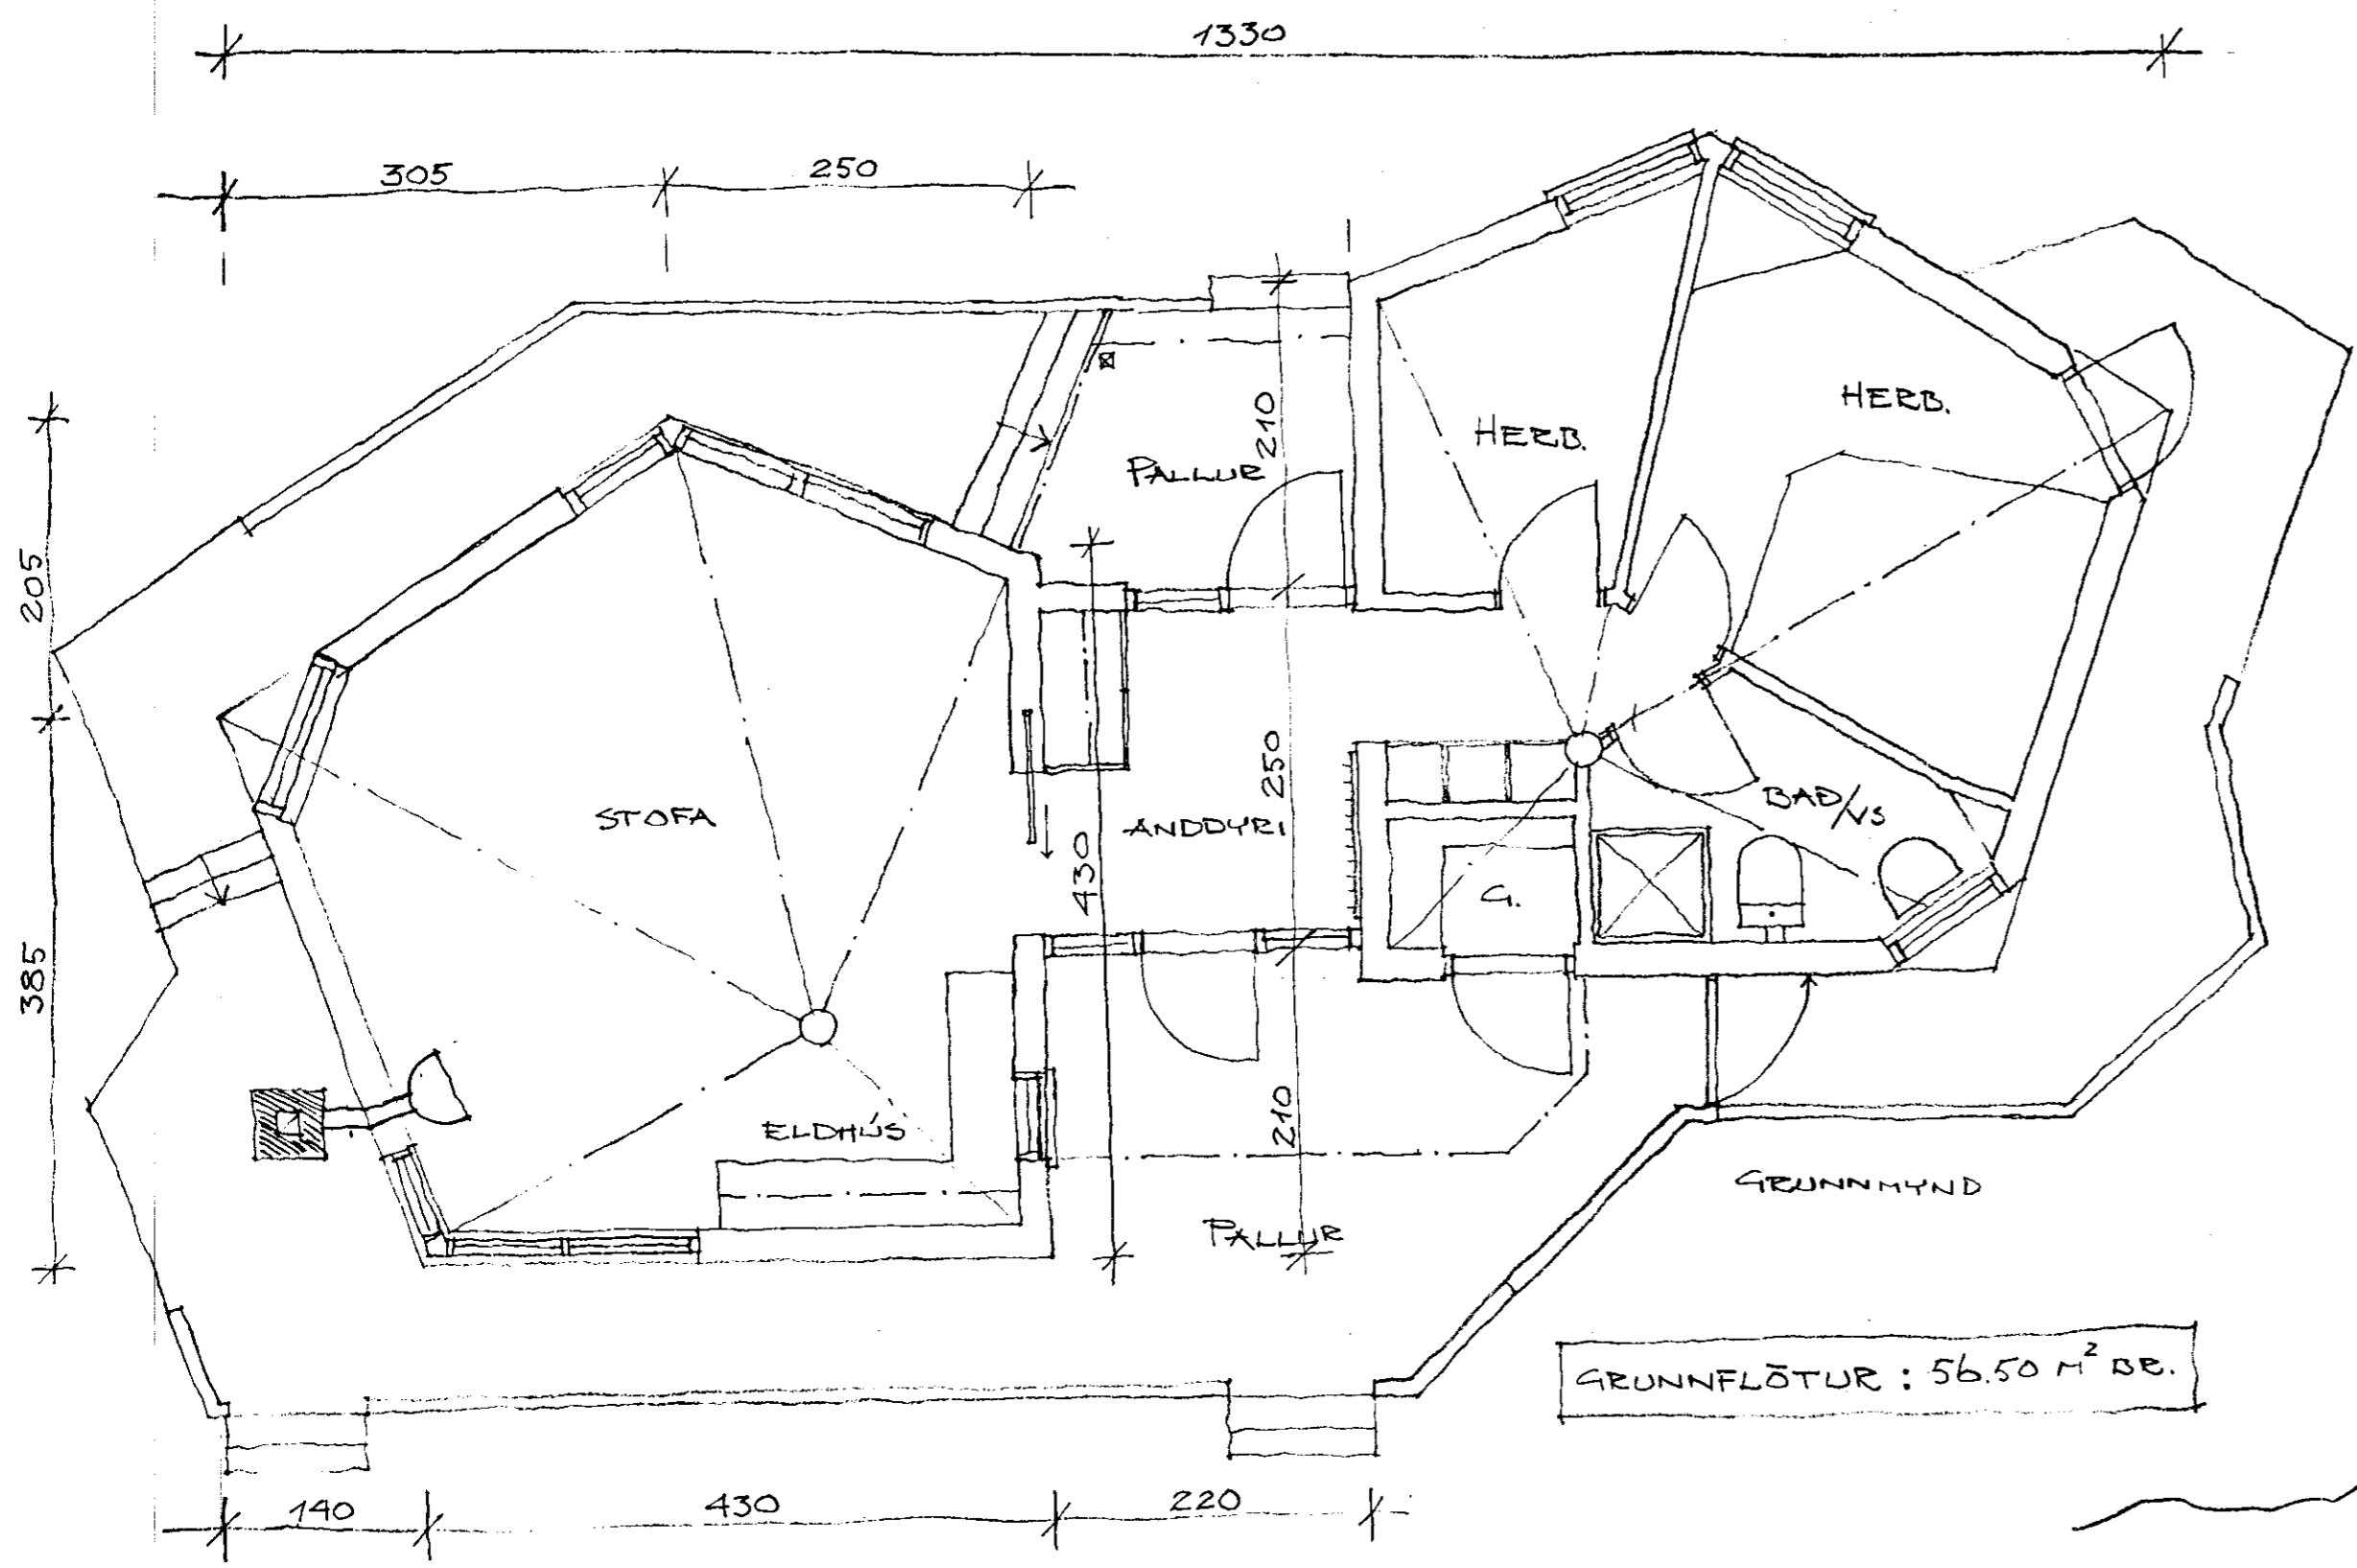 1330
305
250
HERB.
HERB.
210
PALLUR
205
STOFA
ANDDYRI
250
430
BAÐ/VS
G.
385
210
ELDHÚS
GRUNNMYND
PALLUR
GRUNNFLÖTUR : 56.50 M² BR.
140
430
220